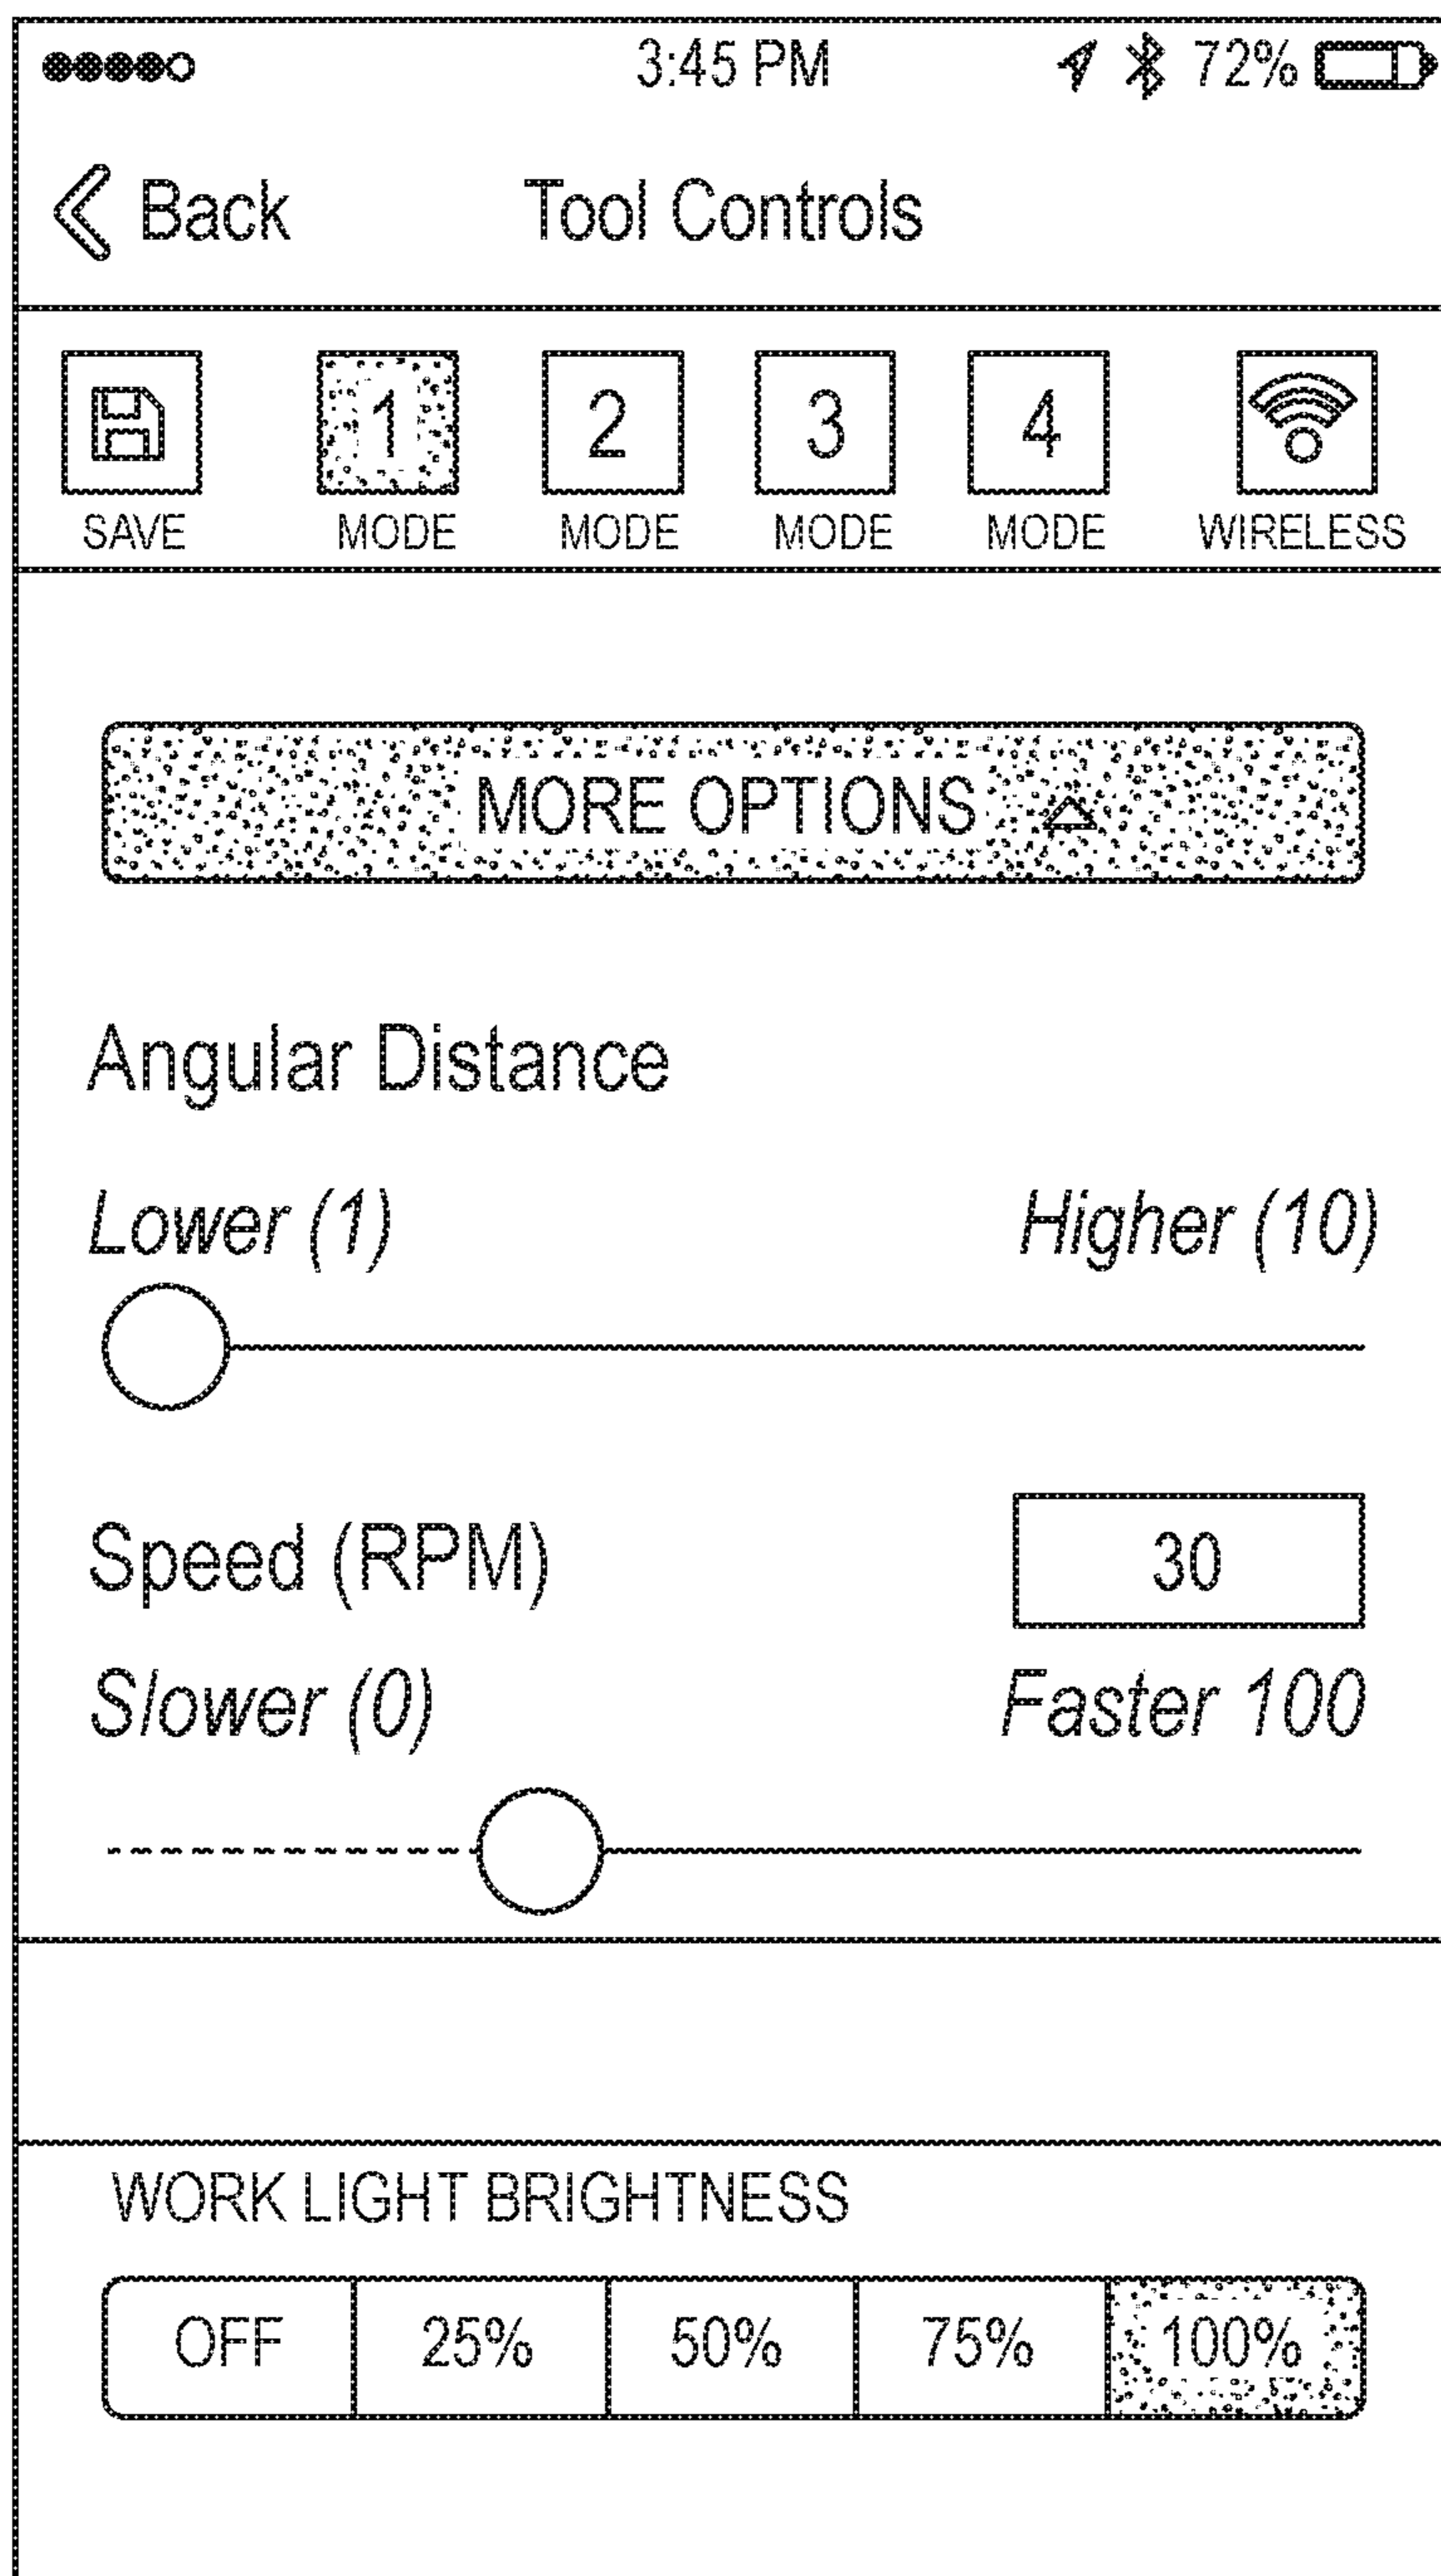 3:45 PM 72%
Back Tool Controls
1 2 3 4
SAVE MODE MODE MODE MODE WIRELESS
MORE OPTIONS
Angular Distance
Lower (1) Higher (10)
Speed (RPM) 30
Slower (0) Faster 100
WORK LIGHT BRIGHTNESS
OFF 25% 50% 75% 100%